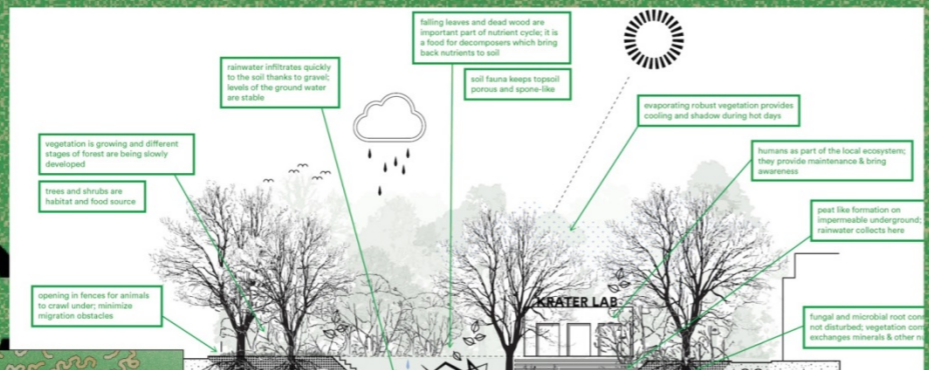 falling leaves and dead wood are
important part of nutrient cycle; it is
a food for decomposers which bring
back nutrients to soil
soil fauna keeps topsoil
porous and spone-like
rainwater infiltrates quickly
to the soil thanks to gravel;
levels of the ground water
are stable
evaporating robust vegetation provides
cooling and shadow during hot days
vegetation is growing and different
stages of forest are being slowly
developed
trees and shrubs are
habitat and food source
humans as part of the local ecosystem;
they provide maintenance & bring
awareness
peat like formation on
impermeable underground;
rainwater collects here
opening in fences for animals
to crawl under; minimize
migration obstacles
KRATER LAB
fungal and microbial root
not disturbed; vegetation
exchanges minerals & other